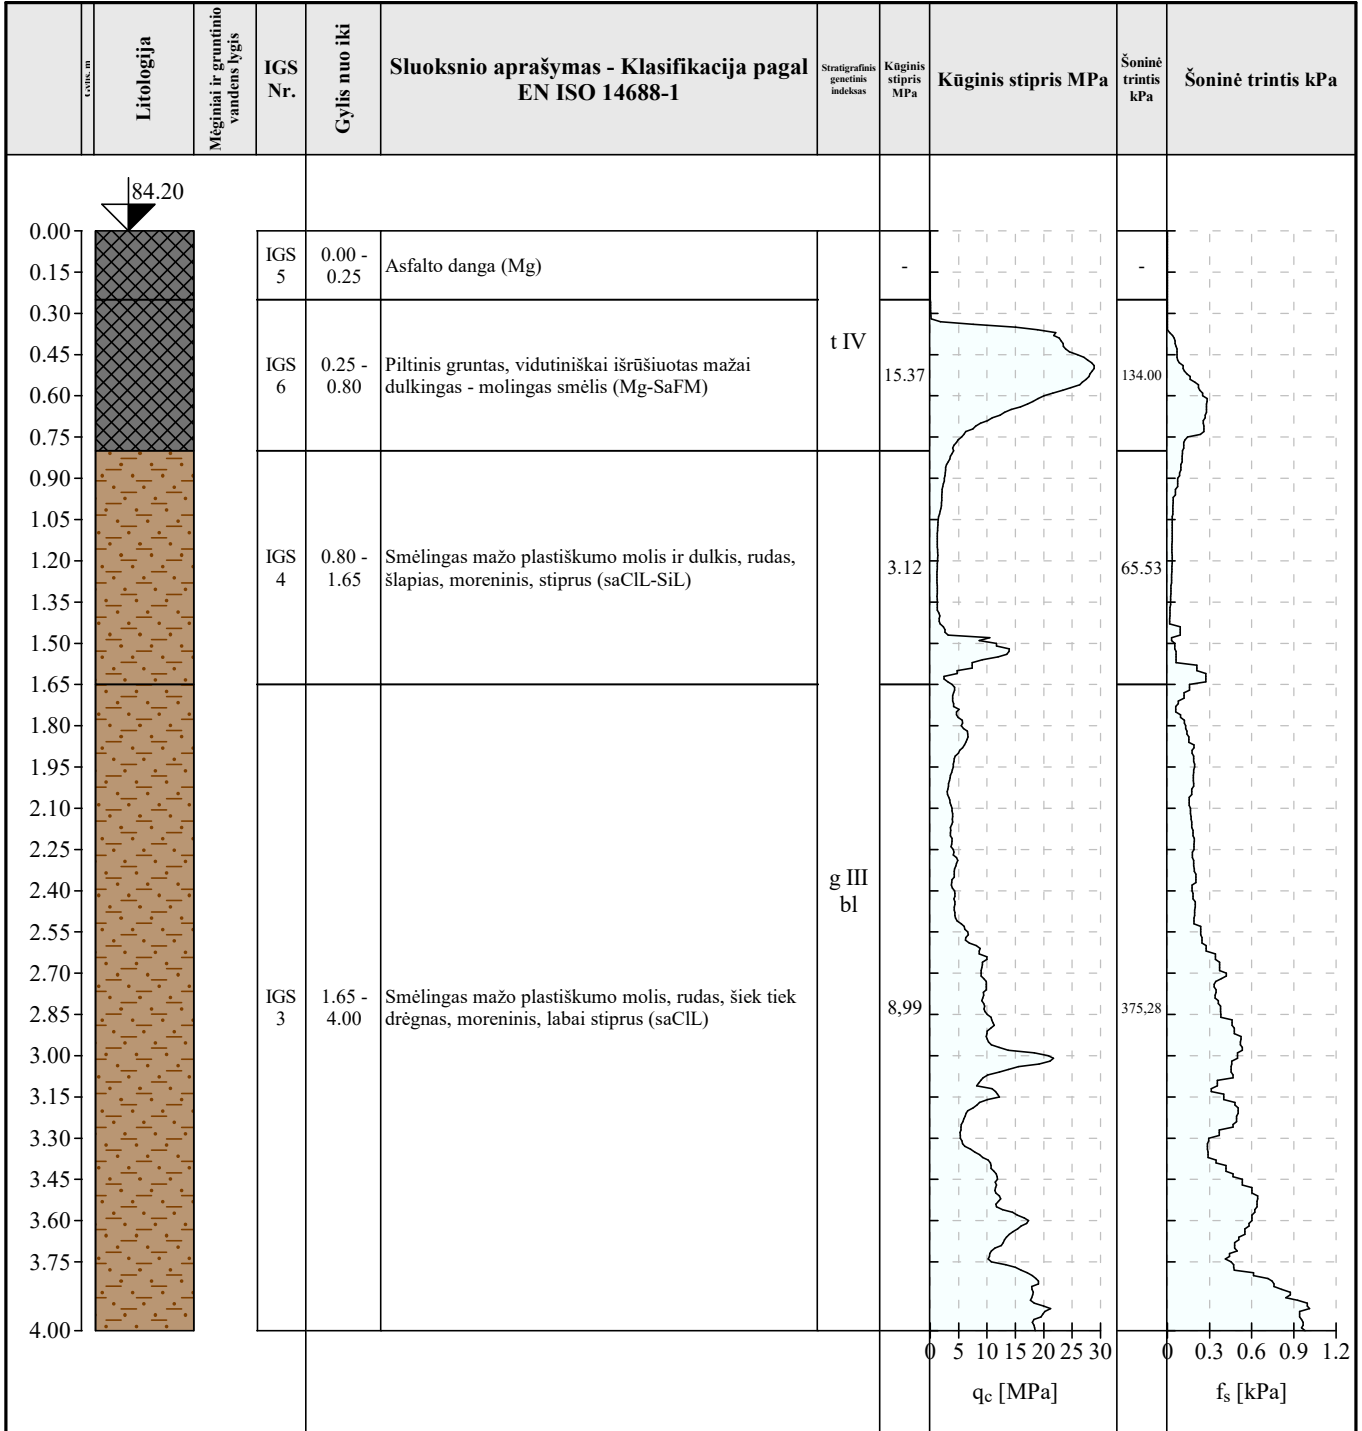 Gylis. m
Litologija
Mėginiai ir gruntinio
vandens lygis
IGS
Nr.
Gylis nuo iki
Sluoksnio aprašymas - Klasifikacija pagal
EN ISO 14688-1
Stratigrafinis
genetinis
indeksas
Kūginis
stipris
MPa
Kūginis stipris MPa
Šoninė
trintis
kPa
Šoninė trintis kPa
84.20
0.00
0.15
0.30
0.45
0.60
0.75
0.90
1.05
1.20
1.35
1.50
1.65
1.80
1.95
2.10
2.25
2.40
2.55
2.70
2.85
3.00
3.15
3.30
3.45
3.60
3.75
4.00
IGS
5
0.00 -
0.25
Asfalto danga (Mg)
-
-
t IV
IGS
6
0.25 -
0.80
Piltinis gruntas, vidutiniškai išrūšiuotas mažai
dulkingas - molingas smėlis (Mg-SaFM)
15.37
134.00
IGS
4
0.80 -
1.65
Smėlingas mažo plastiškumo molis ir dulkis, rudas,
šlapias, moreninis, stiprus (saClL-SiL)
3.12
65.53
g III
bl
IGS
3
1.65 -
4.00
Smėlingas mažo plastiškumo molis, rudas, šiek tiek
drėgnas, moreninis, labai stiprus (saClL)
8,99
375,28
0 5 10 15 20 25 30
qc [MPa]
0 0.3 0.6 0.9 1.2
fs [kPa]